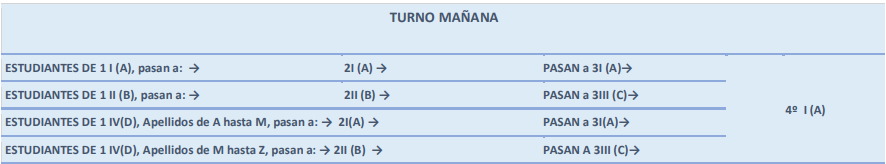 TURNO MAÑANA
ESTUDIANTES DE 1 I (A), pasan a: → 2I (A) → PASAN a 3I (A)→
ESTUDIANTES DE 1 II (B), pasan a: → 2II (B) → PASAN a 3III (C)→
4º I (A)
ESTUDIANTES DE 1 IV(D), Apellidos de A hasta M, pasan a: → 2I(A) → PASAN a 3I(A)→
ESTUDIANTES DE 1 IV(D), Apellidos de M hasta Z, pasan a: → 2II (B) → PASAN A 3III (C)→